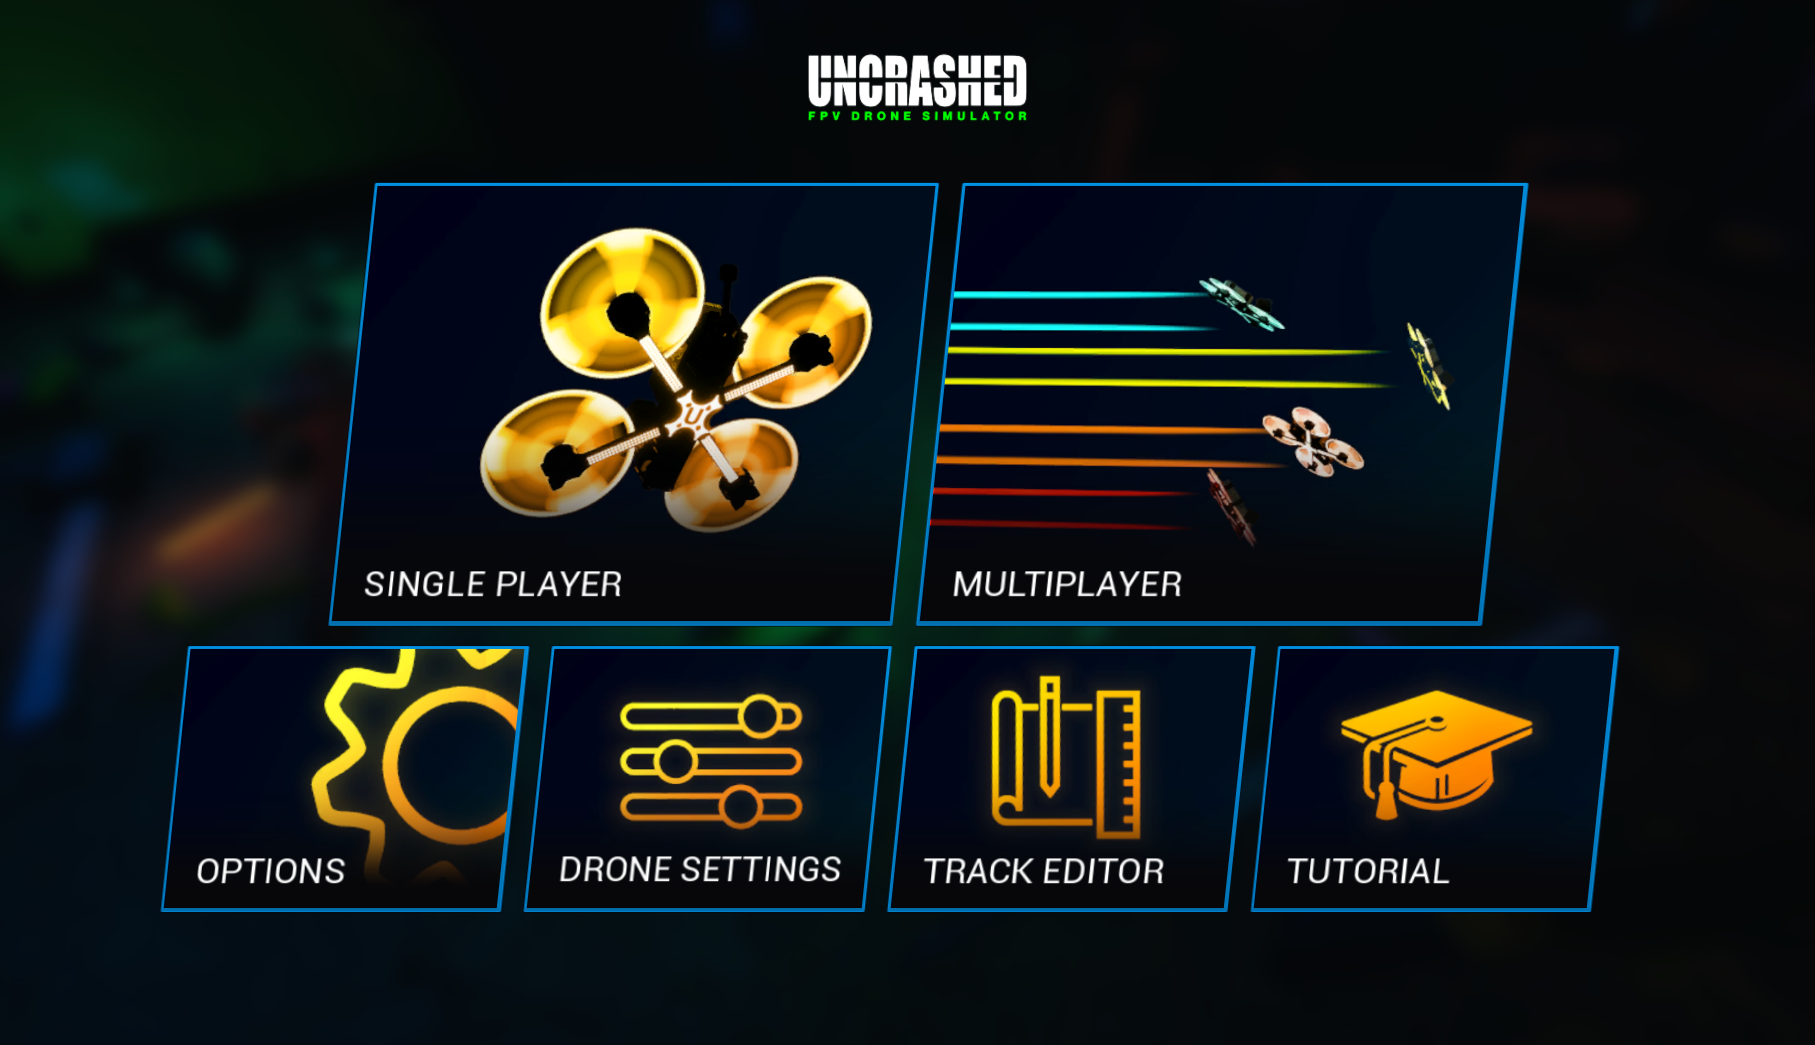 UNCRASHED
FPV DRONE SIMULATOR
U
SINGLE PLAYER
MULTIPLAYER
OPTIONS
DRONE SETTINGS
TRACK EDITOR
TUTORIAL